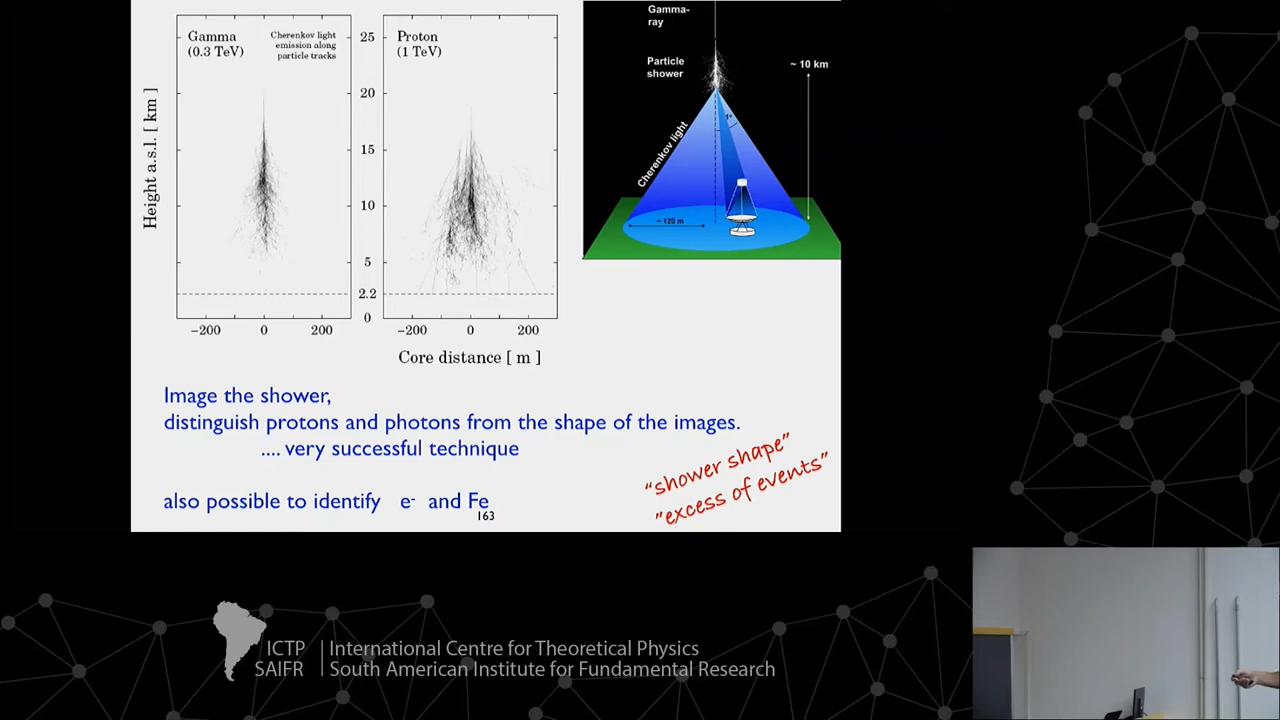 Gamma
(0.3 TeV)
Cherenkov light
emission along
particle tracks
Proton
(1 TeV)
Height a.s.l. [ km ]
25
20
15
10
5
2.2
0
−200 0 200
−200 0 200
Core distance [ m ]
Gamma-
ray
Particle
shower
~ 10 km
1°
Cherenkov light
~ 120 m
Image the shower,
distinguish protons and photons from the shape of the images.
.... very successful technique
also possible to identify e- and Fe
"shower shape"
"excess of events"
163
ICTP
SAIFR
International Centre for Theoretical Physics
South American Institute for Fundamental Research